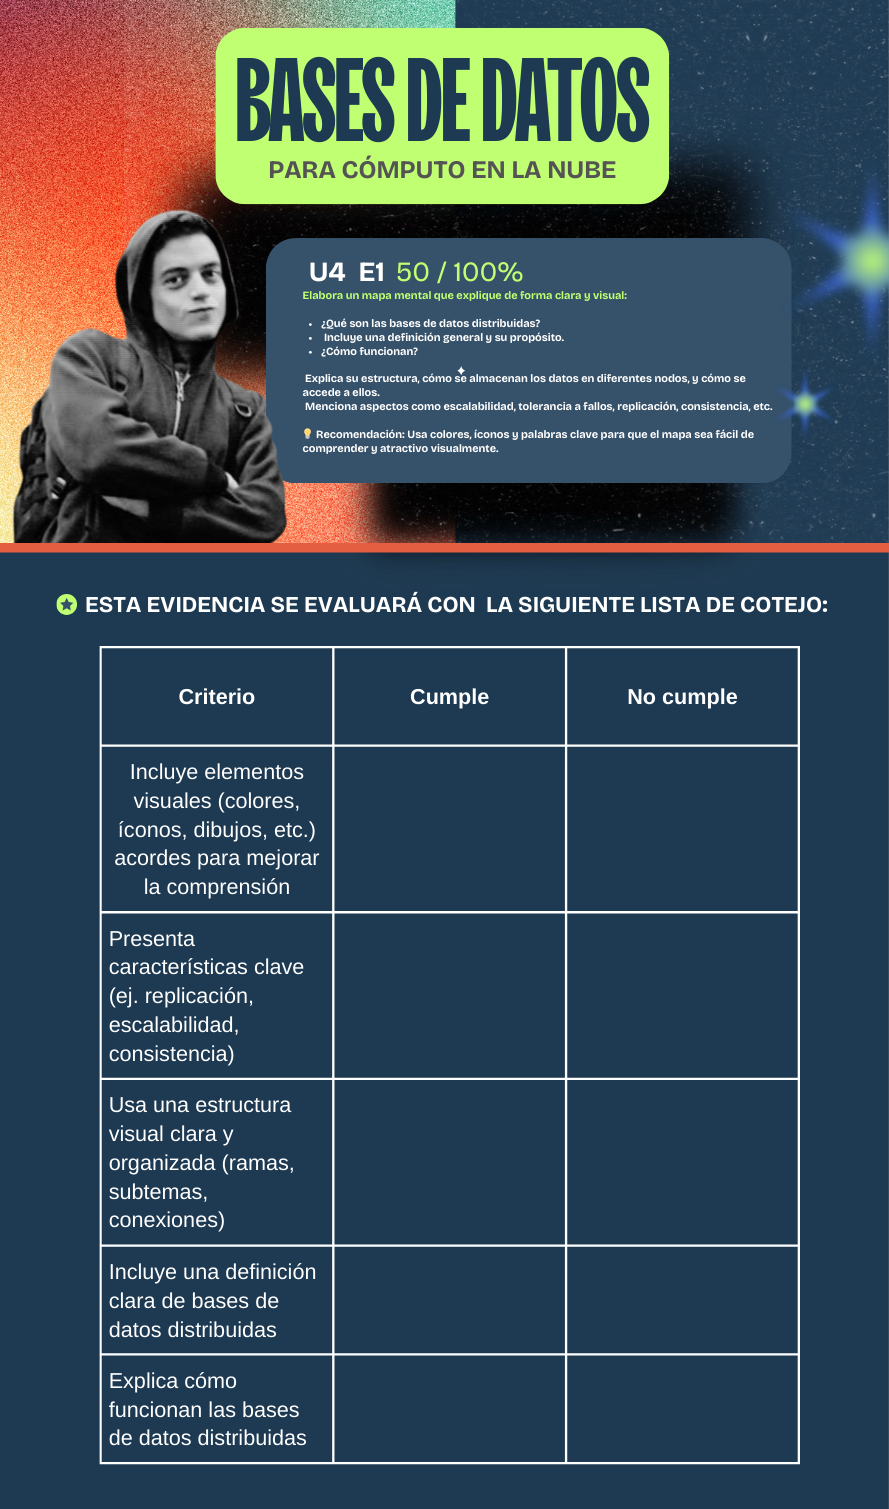 BASES DE DATOS
PARA CÓMPUTO EN LA NUBE
U4 E1 50 / 100%
Elabora un mapa mental que explique de forma clara y visual:
• ¿Qué son las bases de datos distribuidas?
• Incluye una definición general y su propósito.
• ¿Cómo funcionan?
Explica su estructura, cómo se almacenan los datos en diferentes nodos, y cómo se
accede a ellos.
Menciona aspectos como escalabilidad, tolerancia a fallos, replicación, consistencia, etc.
💡 Recomendación: Usa colores, íconos y palabras clave para que el mapa sea fácil de
comprender y atractivo visualmente.
ESTA EVIDENCIA SE EVALUARÁ CON LA SIGUIENTE LISTA DE COTEJO:
Criterio
Cumple
No cumple
Incluye elementos
visuales (colores,
íconos, dibujos, etc.)
acordes para mejorar
la comprensión
Presenta
características clave
(ej. replicación,
escalabilidad,
consistencia)
Usa una estructura
visual clara y
organizada (ramas,
subtemas,
conexiones)
Incluye una definición
clara de bases de
datos distribuidas
Explica cómo
funcionan las bases
de datos distribuidas